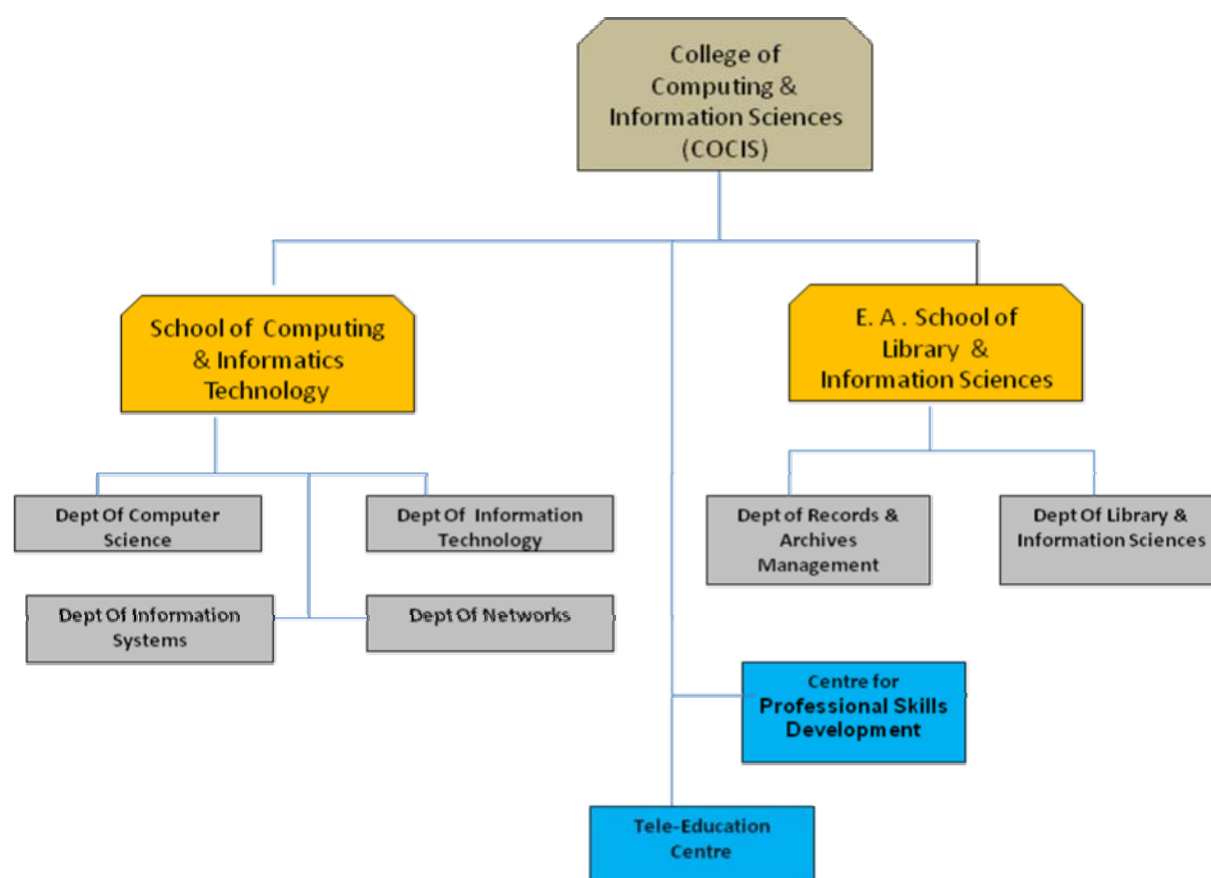 College of
Computing &
Information Sciences
(COCIS)
School of Computing
& Informatics
Technology
E. A . School of
Library &
Information Sciences
Dept Of Computer
Science
Dept Of Information
Technology
Dept of Records &
Archives
Management
Dept Of Library &
Information Sciences
Dept Of Information
Systems
Dept Of Networks
Centre for
Professional Skills
Development
Tele-Education
Centre